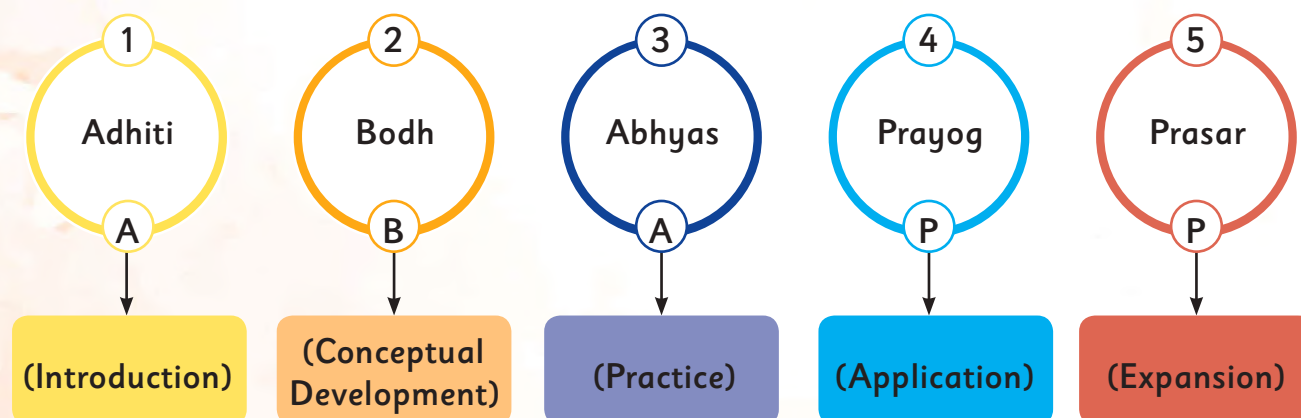 1 2 3 4 5
Adhiti Bodh Abhyas Prayog Prasar
A B A P P
(Introduction) (Conceptual Development) (Practice) (Application) (Expansion)